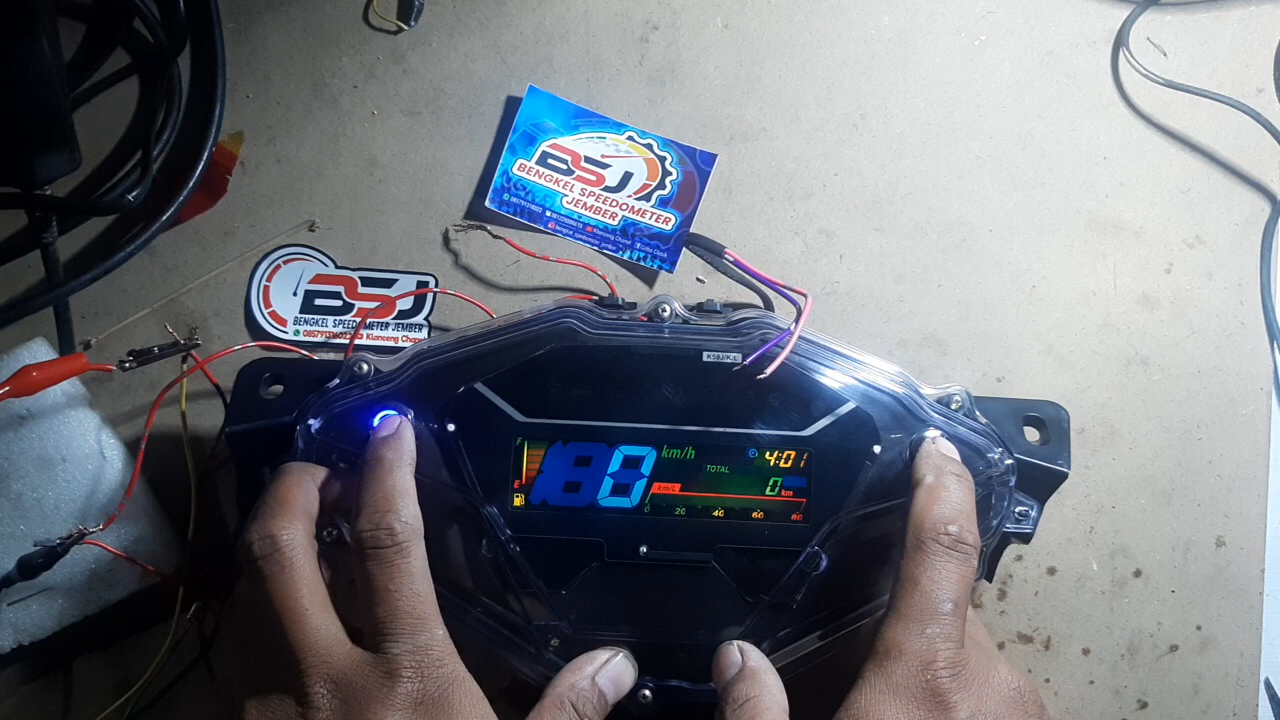 BSJ
BENGKEL SPEEDOMETER
JEMBER
BSJ
BENGKEL SPEEDOMETER JEMBER
K59J/K/L
F
E
0
km/h
4:01
TOTAL
0 km
km/L
0 20 40 60 80